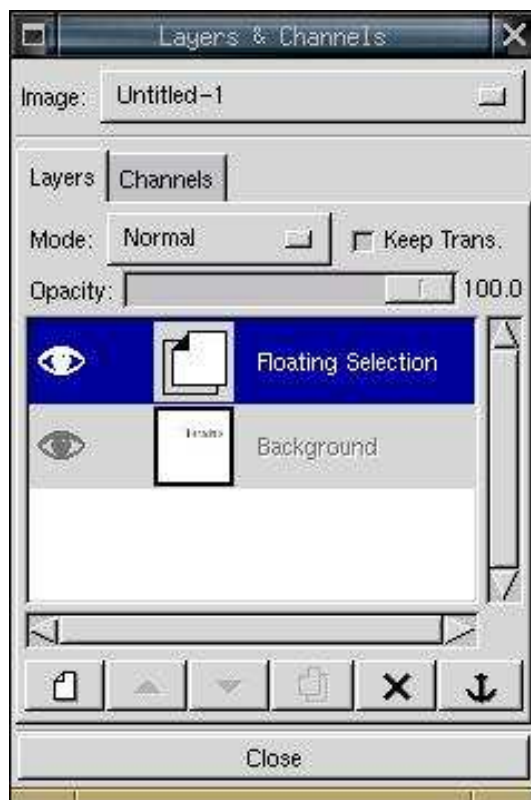 Layers & Channels
Image: Untitled-1
Layers Channels
Mode: Normal Keep Trans.
Opacity: 100.0
Floating Selection
Background
Close